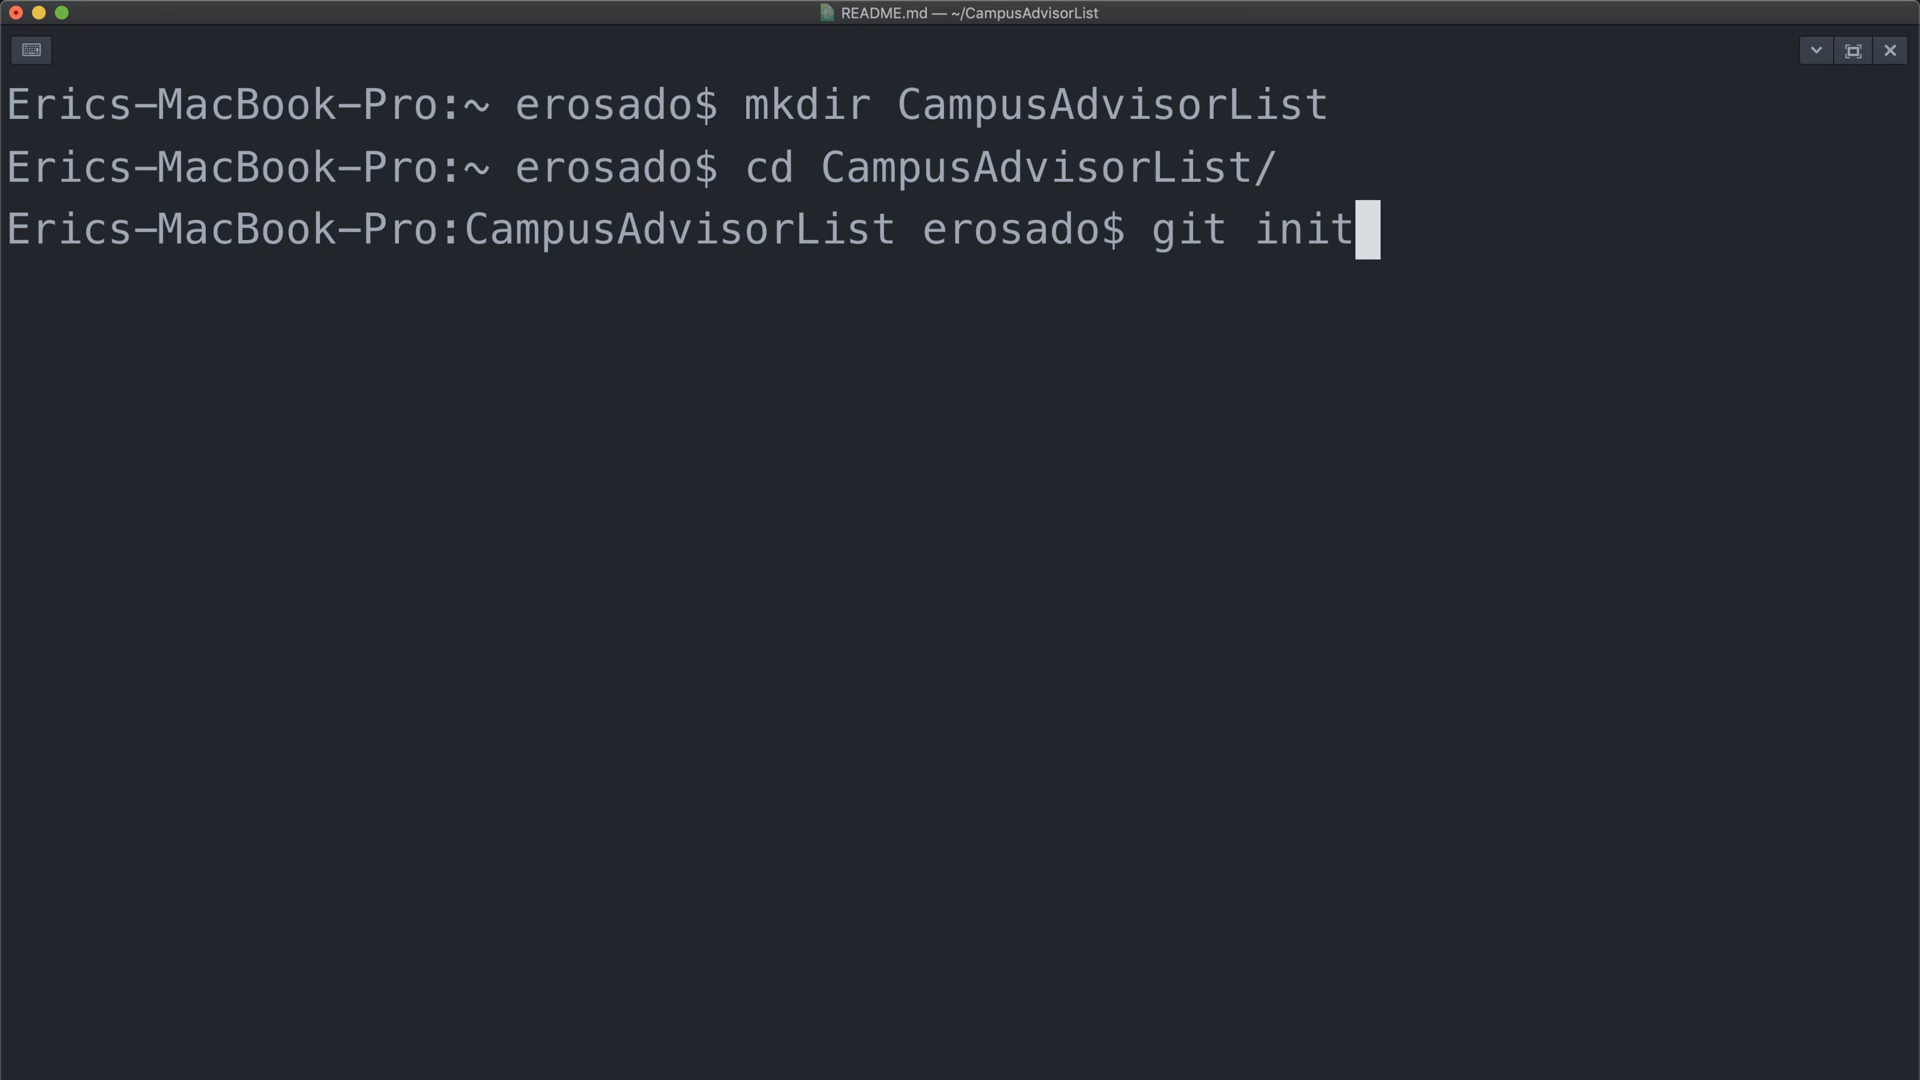 README.md — ~/CampusAdvisorList
Erics-MacBook-Pro:~ erosado$ mkdir CampusAdvisorList
Erics-MacBook-Pro:~ erosado$ cd CampusAdvisorList/
Erics-MacBook-Pro:CampusAdvisorList erosado$ git init